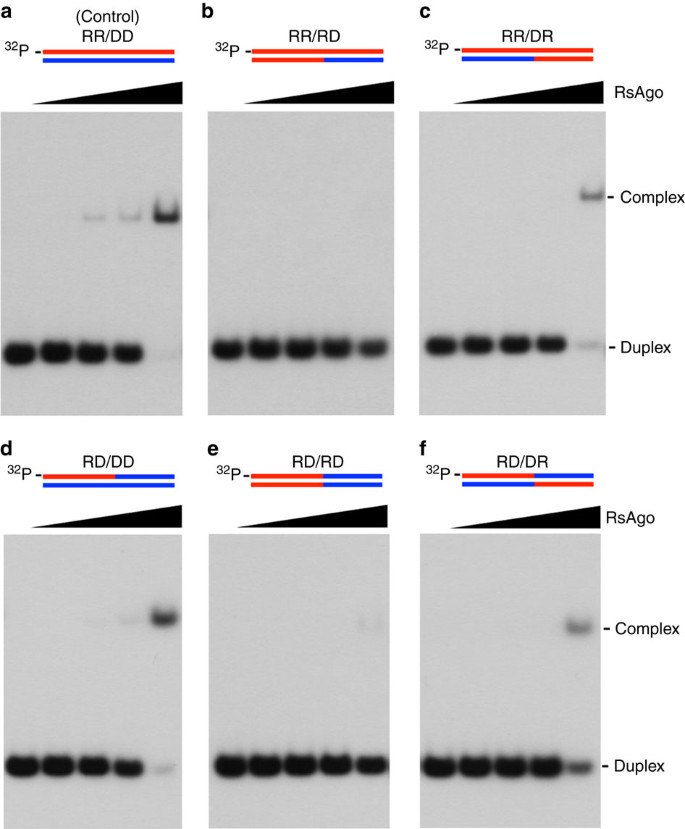 a
(Control)
RR/DD
32P -
b
RR/RD
32P -
c
RR/DR
32P -
RsAgo
- Complex
- Duplex
d
RD/DD
32P -
e
RD/RD
32P -
f
RD/DR
32P -
RsAgo
- Complex
- Duplex